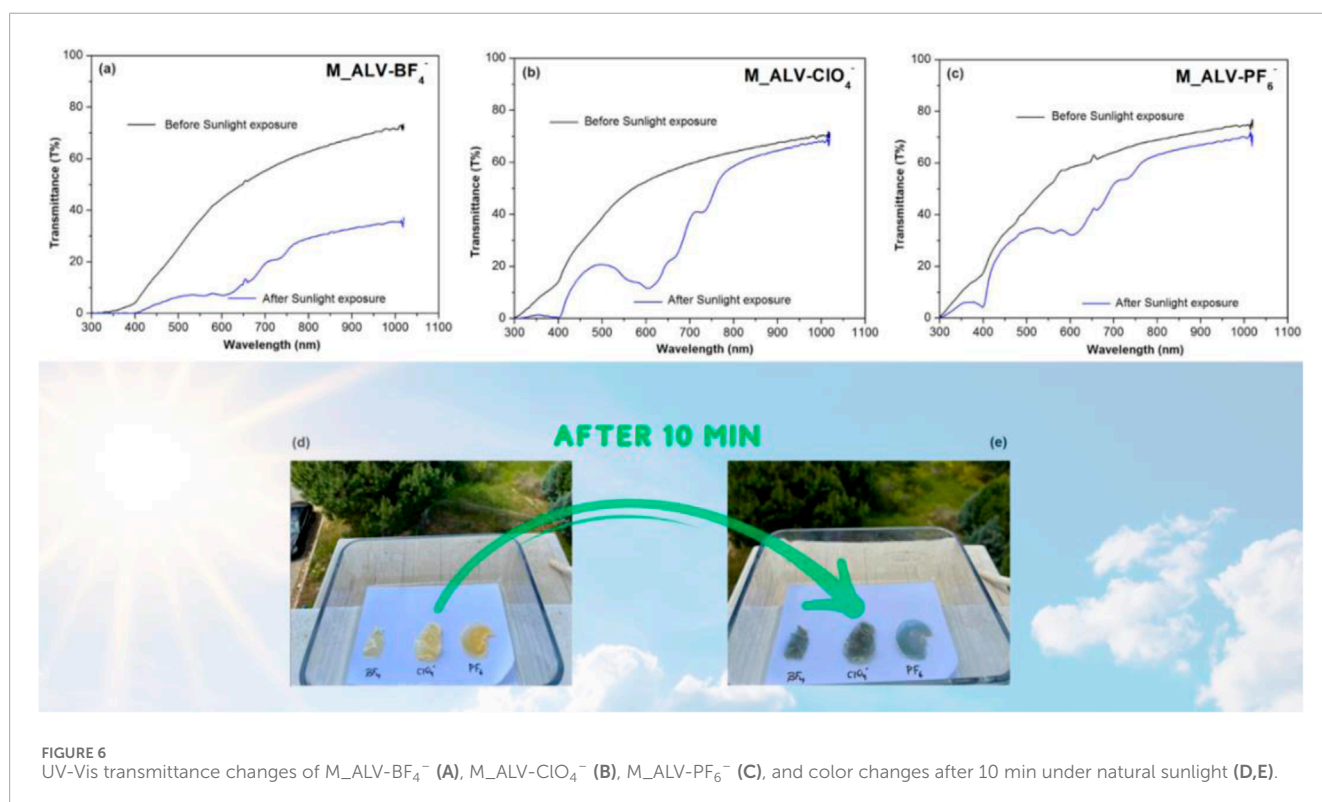 (a)
M_ALV-BF₄⁻
Before Sunlight exposure
After Sunlight exposure
Transmittance (T%)
100
80
60
40
20
0
300 400 500 600 700 800 900 1000 1100
Wavelength (nm)
(b)
M_ALV-ClO₄⁻
Before Sunlight exposure
After Sunlight exposure
Transmittance (T%)
100
80
60
40
20
0
300 400 500 600 700 800 900 1000 1100
Wavelength (nm)
(c)
M_ALV-PF₆⁻
Before Sunlight exposure
After Sunlight exposure
Transmittance (T%)
100
80
60
40
20
0
300 400 500 600 700 800 900 1000 1100
Wavelength (nm)
(d)
AFTER 10 MIN
(e)
BF₄ ClO₄⁻ PF₆
BF₄ ClO₄⁻ PF₆
FIGURE 6
UV-Vis transmittance changes of M_ALV-BF₄⁻ (A), M_ALV-ClO₄⁻ (B), M_ALV-PF₆⁻ (C), and color changes after 10 min under natural sunlight (D,E).